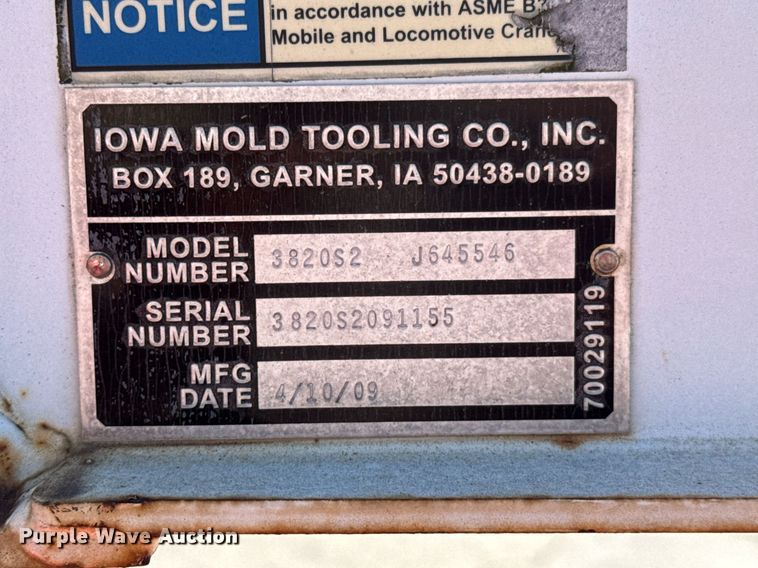 NOTICE
in accordance with ASME
Mobile and Locomotive
IOWA MOLD TOOLING CO., INC.
BOX 189, GARNER, IA 50438-0189
MODEL NUMBER 3820S2 J645546
SERIAL NUMBER 3820S2091155
MFG DATE 4/10/09
70029119
Purple Wave Auction